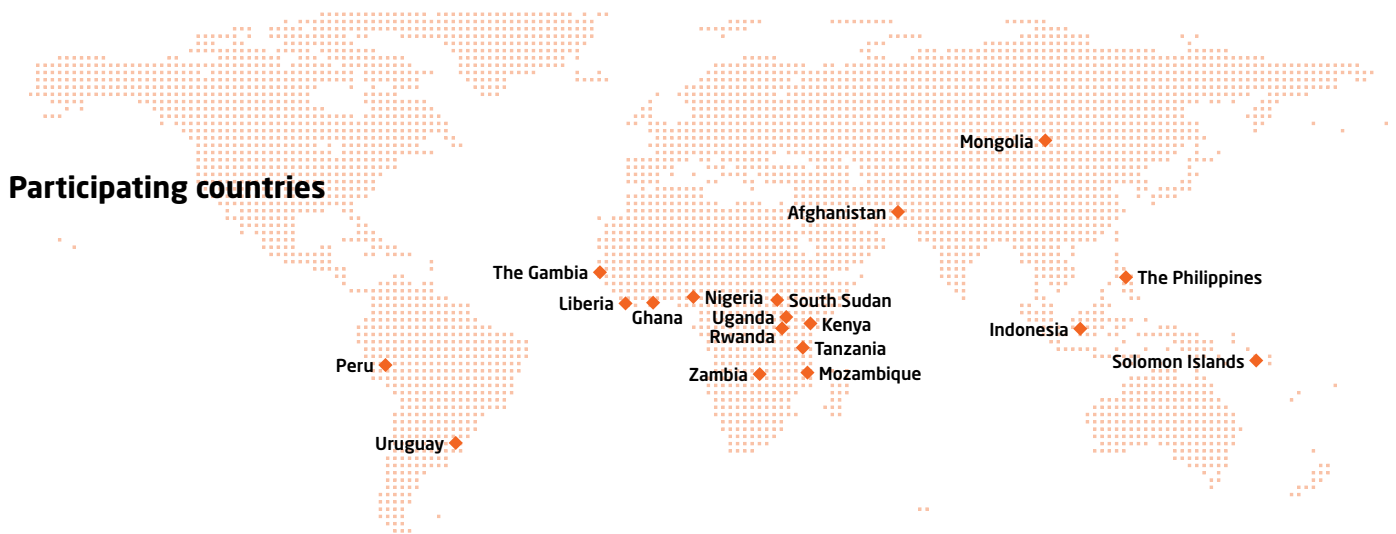 Participating countries
Mongolia
Afghanistan
The Gambia
The Philippines
Liberia
Ghana
Nigeria
South Sudan
Uganda
Kenya
Rwanda
Indonesia
Tanzania
Solomon Islands
Peru
Zambia
Mozambique
Uruguay